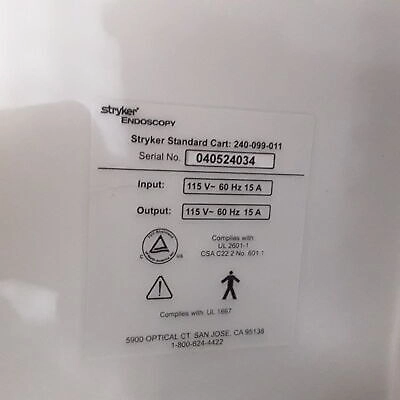 stryker
ENDOSCOPY
Stryker Standard Cart: 240-099-011
Serial No. 040524034
Input: 115 V~ 60 Hz 15 A
Output: 115 V~ 60 Hz 15 A
Complies with
UL 2601-1
CSA C22.2 No. 601.1
Complies with UL 1667
5900 OPTICAL CT. SAN JOSE, CA 95138
1-800-624-4422